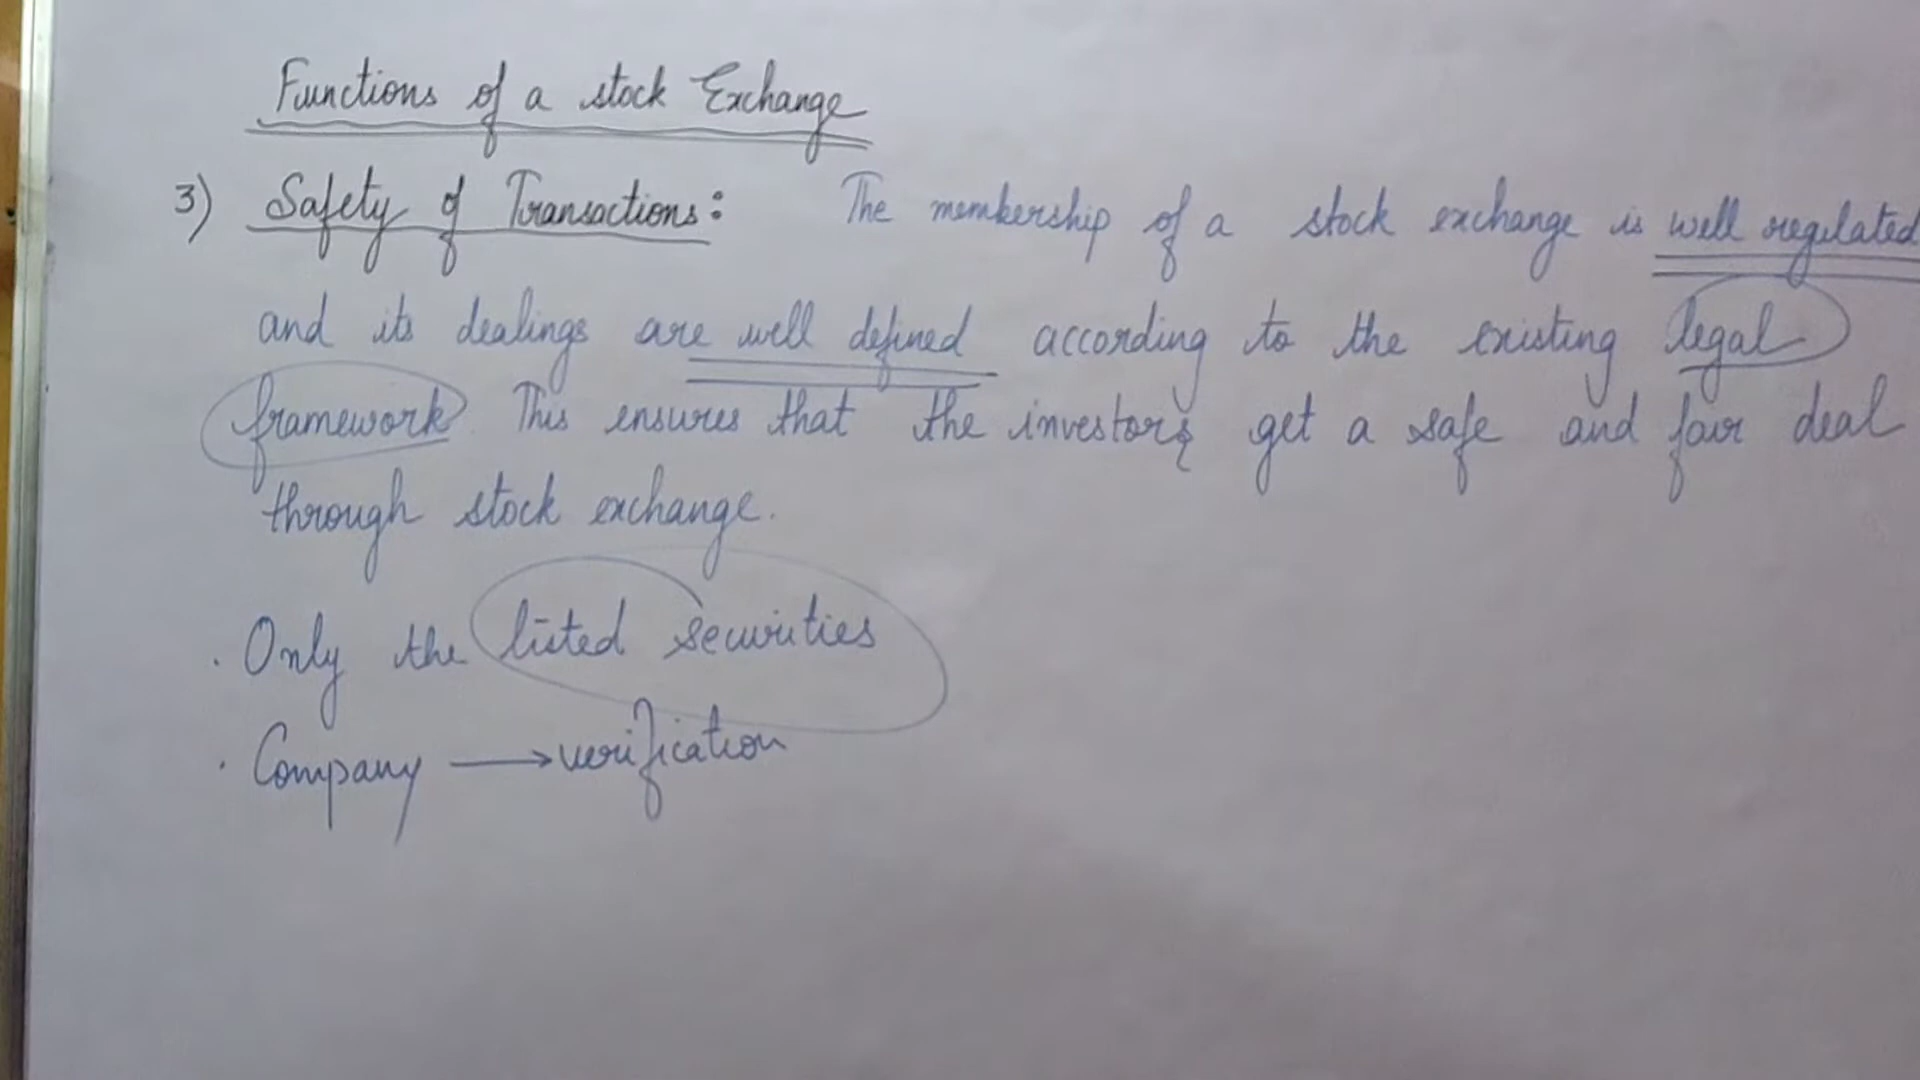 Functions of a stock Exchange
3) Safety of Transactions: The membership of a stock exchange is well regulated
and its dealings are well defined according to the existing legal
framework. This ensures that the investors get a safe and fair deal
through stock exchange.
. Only the listed securities
. Company → verification